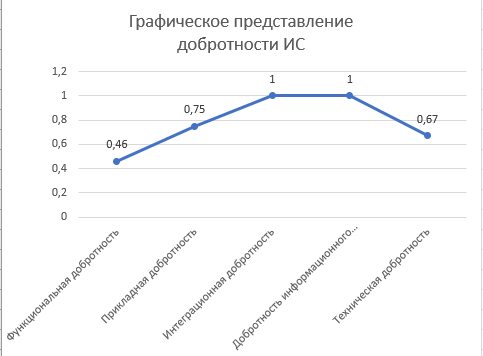 Графическое представление
добротности ИС
1,2
1
0,8
0,6
0,4
0,2
0
0,46
0,75
1
1
0,67
Функциональная добротность
Прикладная добротность
Интеграционная добротность
Добротность информационного…
Техническая добротность